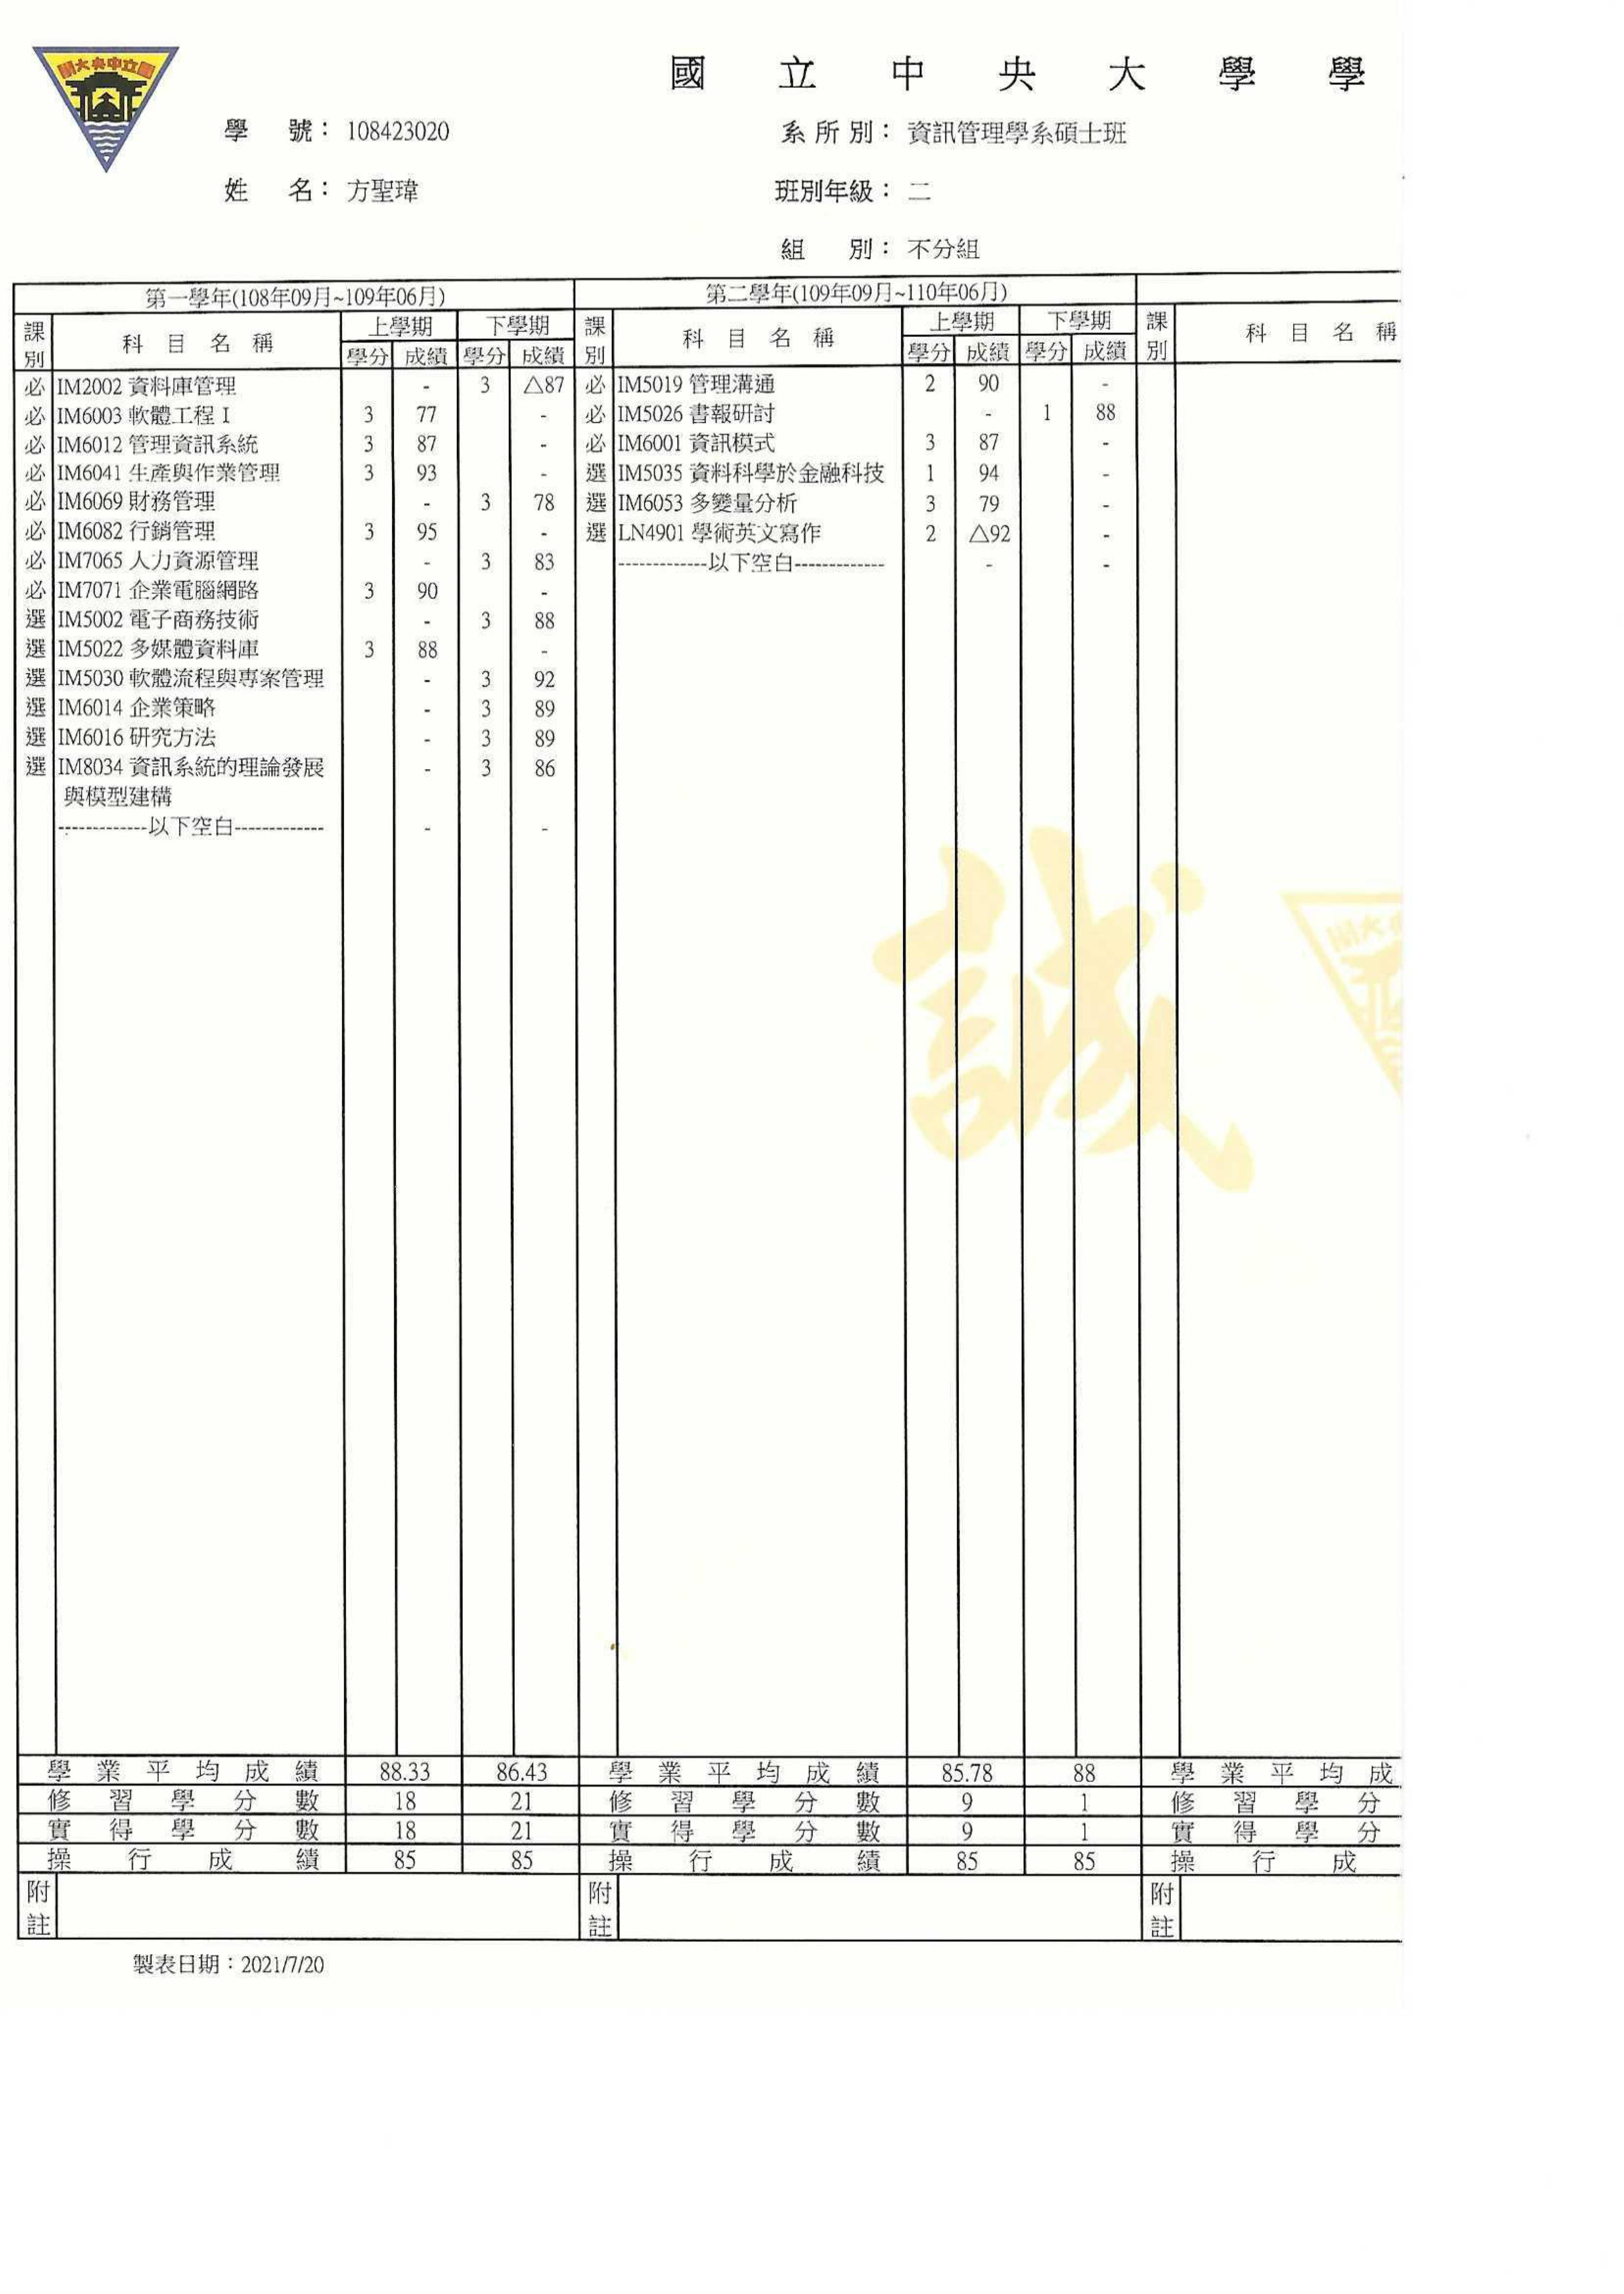 國立中央大學
國立中央大學學
學號：108423020 系所別：資訊管理學系碩士班
姓名：方聖瑋 班別年級：二
組別：不分組
第一學年(108年09月~109年06月) 第二學年(109年09月~110年06月)
課別 科目名稱 上學期 下學期 課別 科目名稱 上學期 下學期 課別 科目名稱
學分 成績 學分 成績 學分 成績 學分 成績
必 IM2002 資料庫管理 - 3 △87 必 IM5019 管理溝通 2 90 -
必 IM6003 軟體工程 I 3 77 - 必 IM5026 書報研討 - 1 88
必 IM6012 管理資訊系統 3 87 - 必 IM6001 資訊模式 3 87 -
必 IM6041 生產與作業管理 3 93 - 選 IM5035 資料科學於金融科技 1 94 -
必 IM6069 財務管理 - 3 78 選 IM6053 多變量分析 3 79 -
必 IM6082 行銷管理 3 95 - 選 LN4901 學術英文寫作 2 △92 -
必 IM7065 人力資源管理 - 3 83 -------------以下空白------------- - -
必 IM7071 企業電腦網路 3 90 -
選 IM5002 電子商務技術 - 3 88
選 IM5022 多媒體資料庫 3 88 -
選 IM5030 軟體流程與專案管理 - 3 92
選 IM6014 企業策略 - 3 89
選 IM6016 研究方法 - 3 89
選 IM8034 資訊系統的理論發展 - 3 86
與模型建構
-------------以下空白------------- - -
誠
學業平均成績 88.33 86.43 學業平均成績 85.78 88 學業平均成
修習學分數 18 21 修習學分數 9 1 修習學分
實得學分數 18 21 實得學分數 9 1 實得學分
操行成績 85 85 操行成績 85 85 操行成
附註 附註 附註
製表日期：2021/7/20